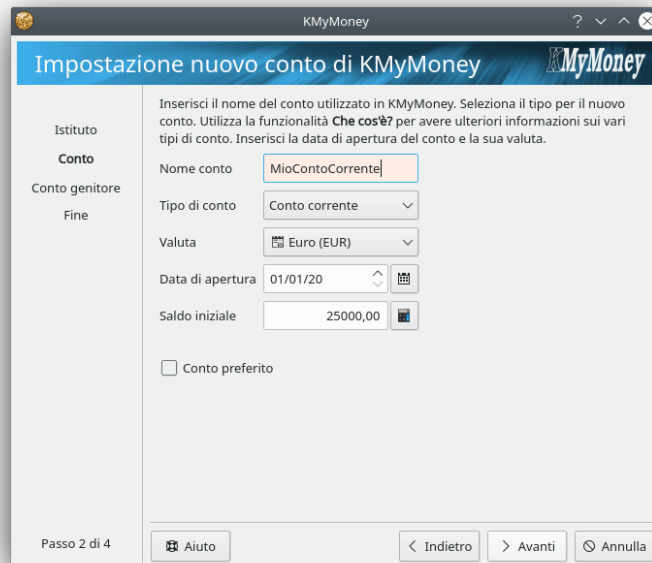 KMyMoney
Impostazione nuovo conto di KMyMoney
KMyMoney
Istituto
Conto
Conto genitore
Fine
Inserisci il nome del conto utilizzato in KMyMoney. Seleziona il tipo per il nuovo
conto. Utilizza la funzionalità Che cos'è? per avere ulteriori informazioni sui vari
tipi di conto. Inserisci la data di apertura del conto e la sua valuta.
Nome conto MioContoCorrente
Tipo di conto Conto corrente
Valuta Euro (EUR)
Data di apertura 01/01/20
Saldo iniziale 25000,00
Conto preferito
Passo 2 di 4
Aiuto Indietro Avanti Annulla